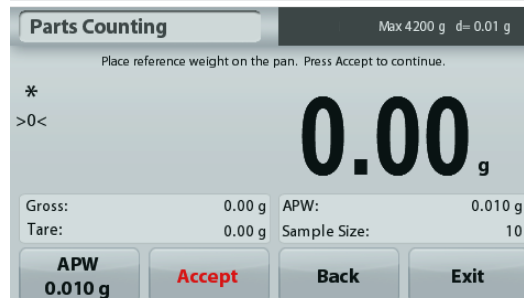 Parts Counting Max 4200 g d= 0.01 g
Place reference weight on the pan. Press Accept to continue.
*
>0<
0.00 g
Gross: 0.00 g APW: 0.010 g
Tare: 0.00 g Sample Size: 10
APW Accept Back Exit
0.010 g